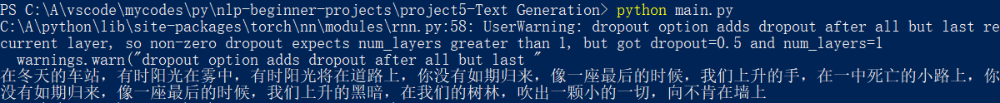 PS C:\A\vscode\mycodes\py\nlp-beginner-projects\project5-Text Generation> python main.py
C:\A\python\lib\site-packages\torch\nn\modules\rnn.py:58: UserWarning: dropout option adds dropout after all but last re
current layer, so non-zero dropout expects num_layers greater than 1, but got dropout=0.5 and num_layers=1
  warnings.warn("dropout option adds dropout after all but last "
在冬天的车站，有时阳光在雾中，有时阳光将在道路上，你没有如期归来，像一座最后的时候，我们上升的手，在一中死亡的小路上，你
没有如期归来，像一座最后的时候，我们上升的黑暗，在我们的树林，吹出一颗小的一切，向不肯在墙上